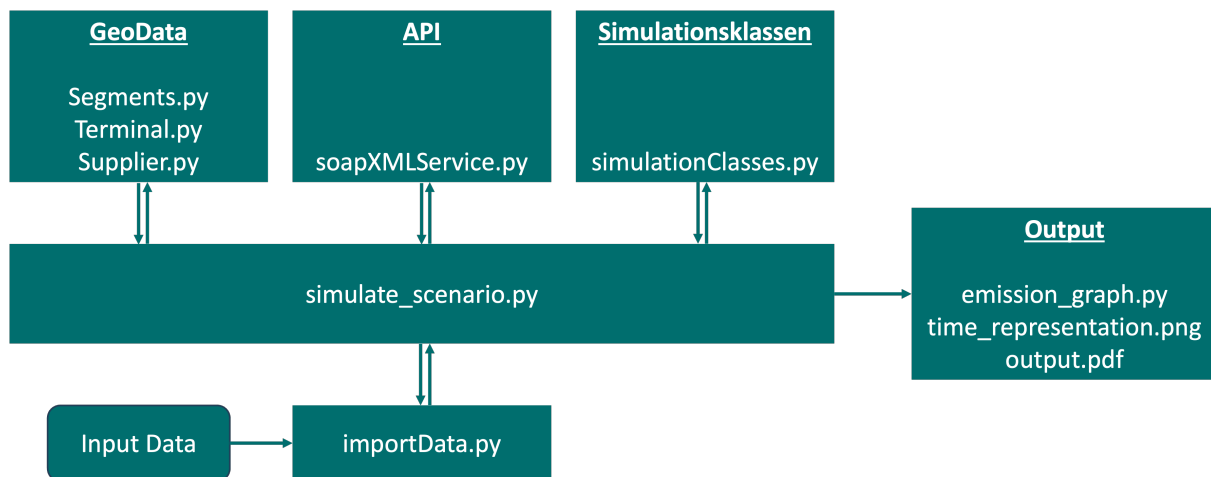 GeoData
Segments.py
Terminal.py
Supplier.py
API
soapXMLService.py
Simulationsklassen
simulationClasses.py
simulate_scenario.py
Output
emission_graph.py
time_representation.png
output.pdf
Input Data
importData.py